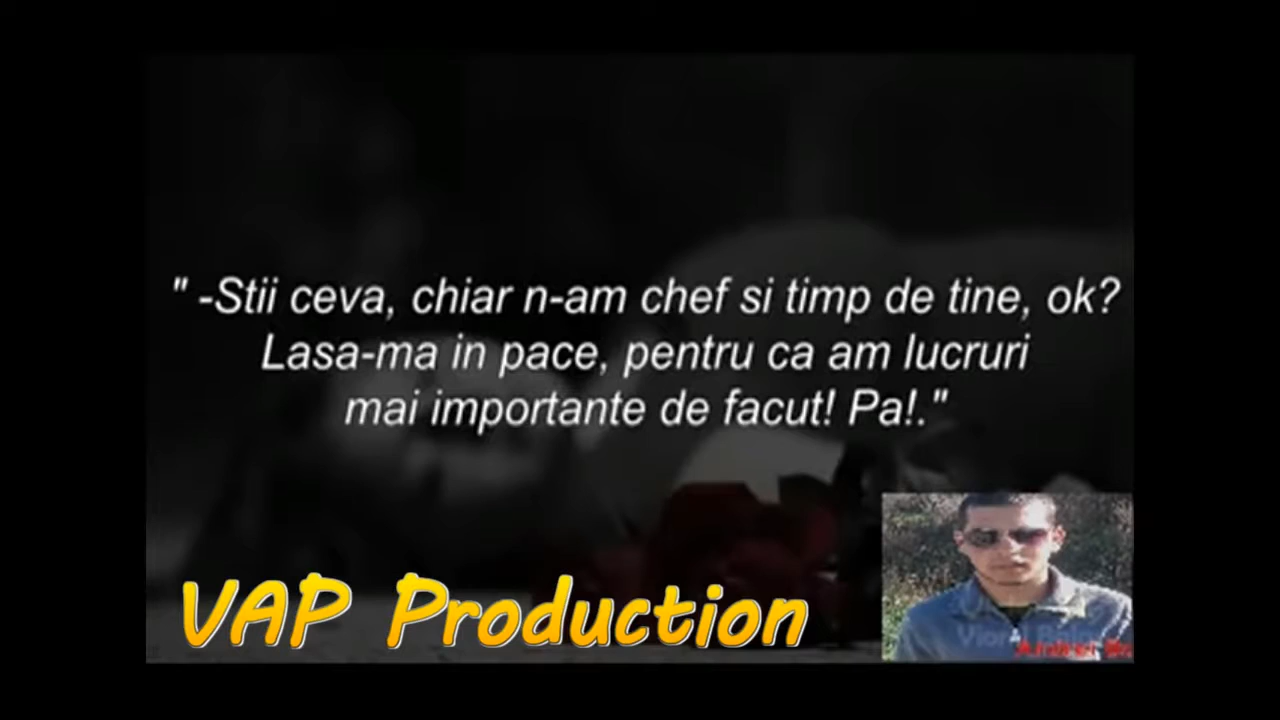 " -Stii ceva, chiar n-am chef si timp de tine, ok?
Lasa-ma in pace, pentru ca am lucruri
mai importante de facut! Pa!."
VAP Production